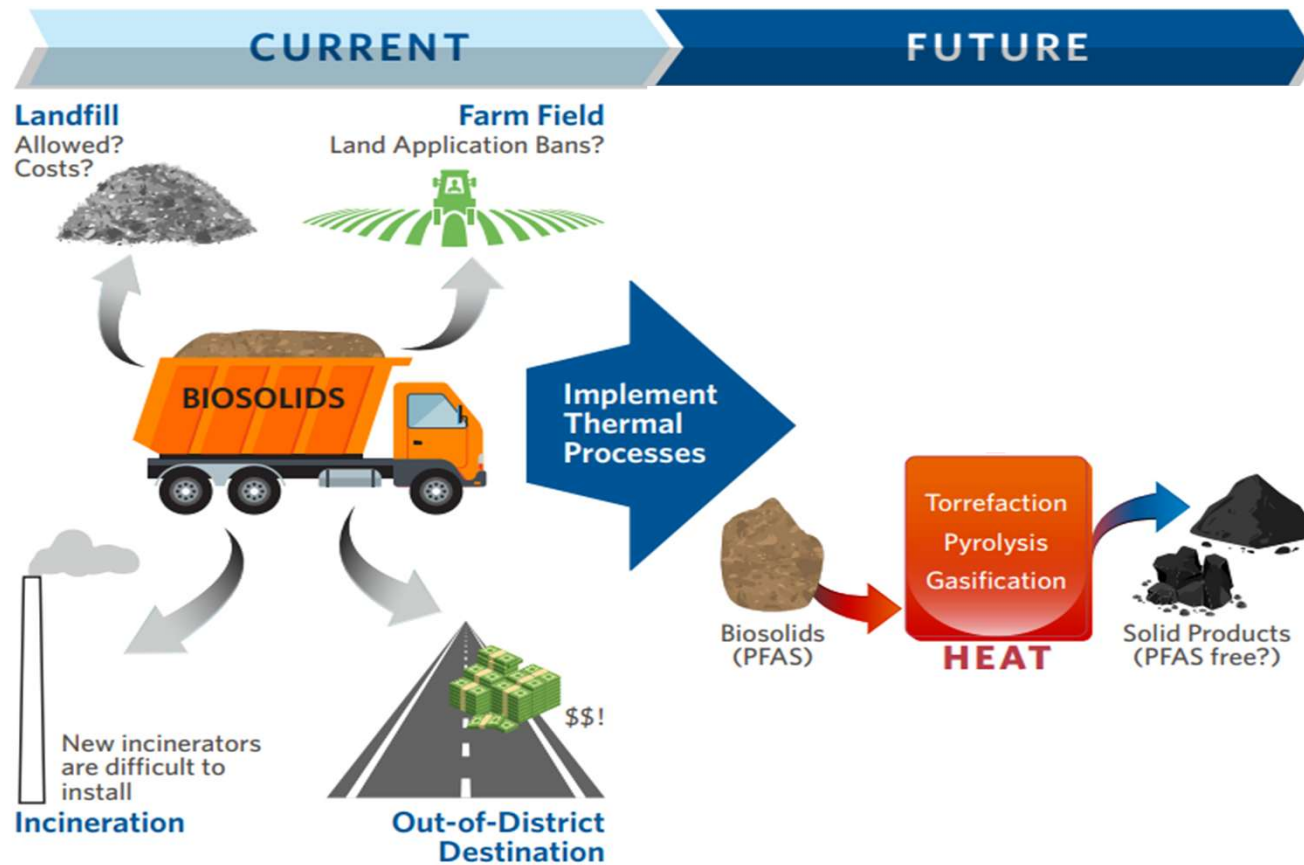 CURRENT
FUTURE
Landfill
Allowed?
Costs?
Farm Field
Land Application Bans?
BIOSOLIDS
Implement
Thermal
Processes
New incinerators
are difficult to
install
Incineration
$$!
Out-of-District
Destination
Biosolids
(PFAS)
Torrefaction
Pyrolysis
Gasification
HEAT
Solid Products
(PFAS free?)